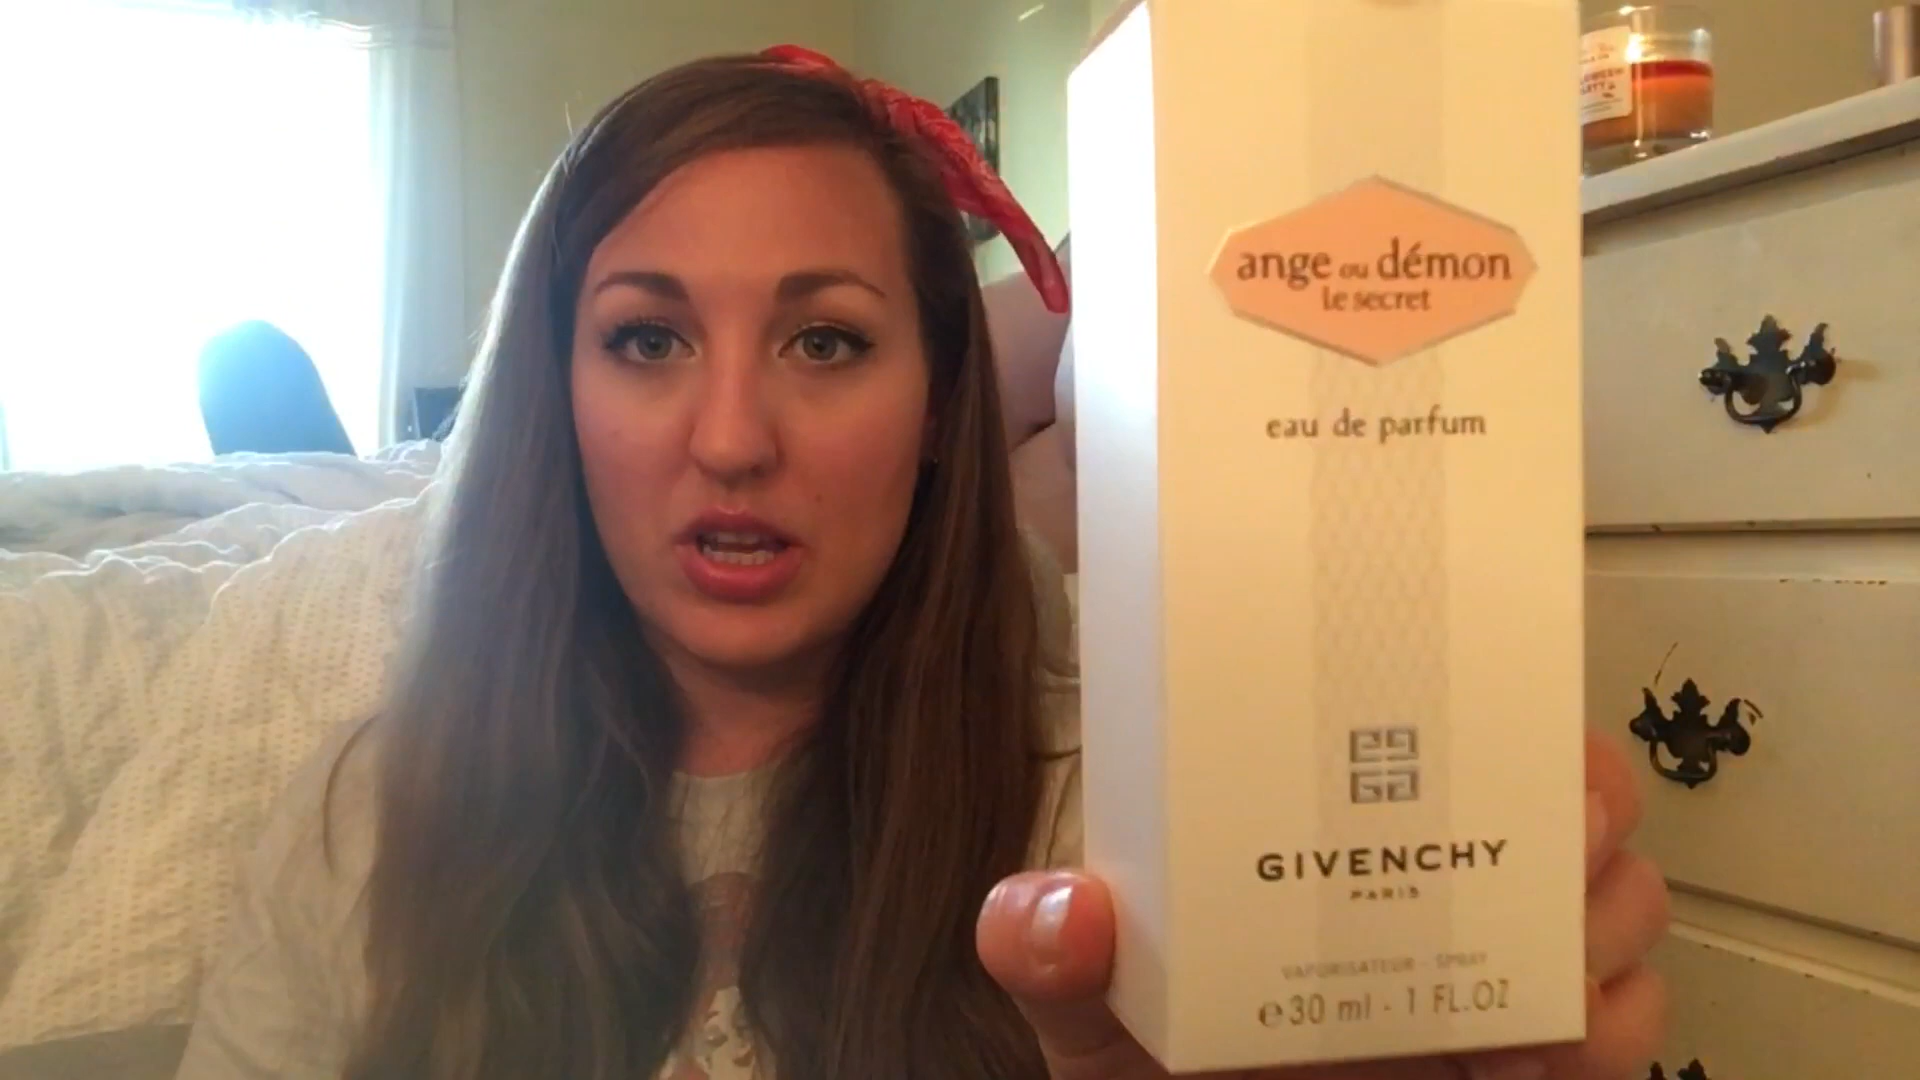 ange ou démon
le secret
eau de parfum
GIVENCHY
PARIS
VAPORISATEUR - SPRAY
e 30 ml - 1 FL.OZ